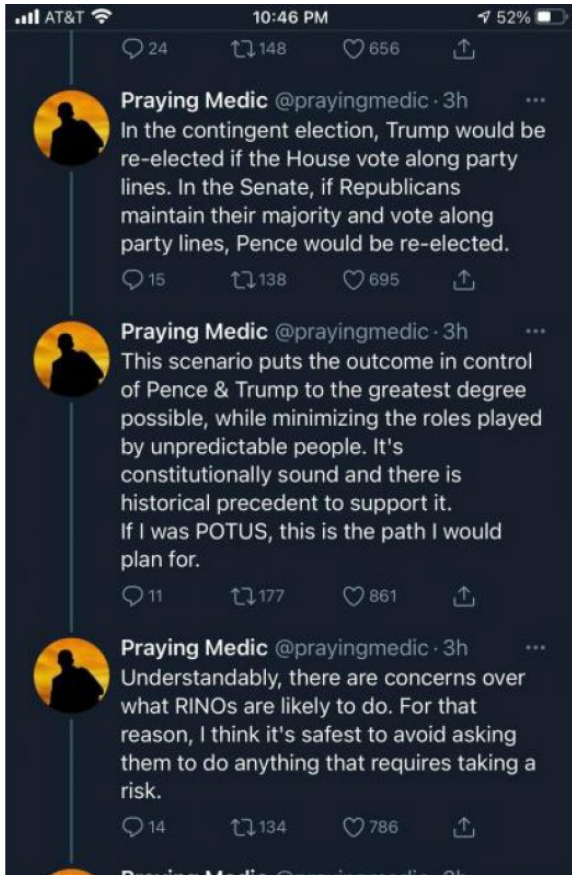 AT&T 10:46 PM 52%
24 148 656
Praying Medic @prayingmedic · 3h ...
In the contingent election, Trump would be
re-elected if the House vote along party
lines. In the Senate, if Republicans
maintain their majority and vote along
party lines, Pence would be re-elected.
15 138 695
Praying Medic @prayingmedic · 3h ...
This scenario puts the outcome in control
of Pence & Trump to the greatest degree
possible, while minimizing the roles played
by unpredictable people. It's
constitutionally sound and there is
historical precedent to support it.
If I was POTUS, this is the path I would
plan for.
11 177 861
Praying Medic @prayingmedic · 3h ...
Understandably, there are concerns over
what RINOs are likely to do. For that
reason, I think it's safest to avoid asking
them to do anything that requires taking a
risk.
14 134 786